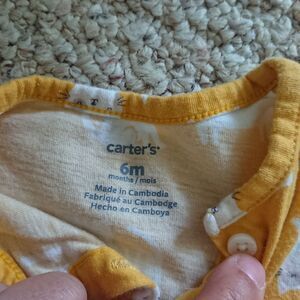 carter's
6m
months / mois
Made in Cambodia
Fabriqué au Cambodge
Hecho en Camboya